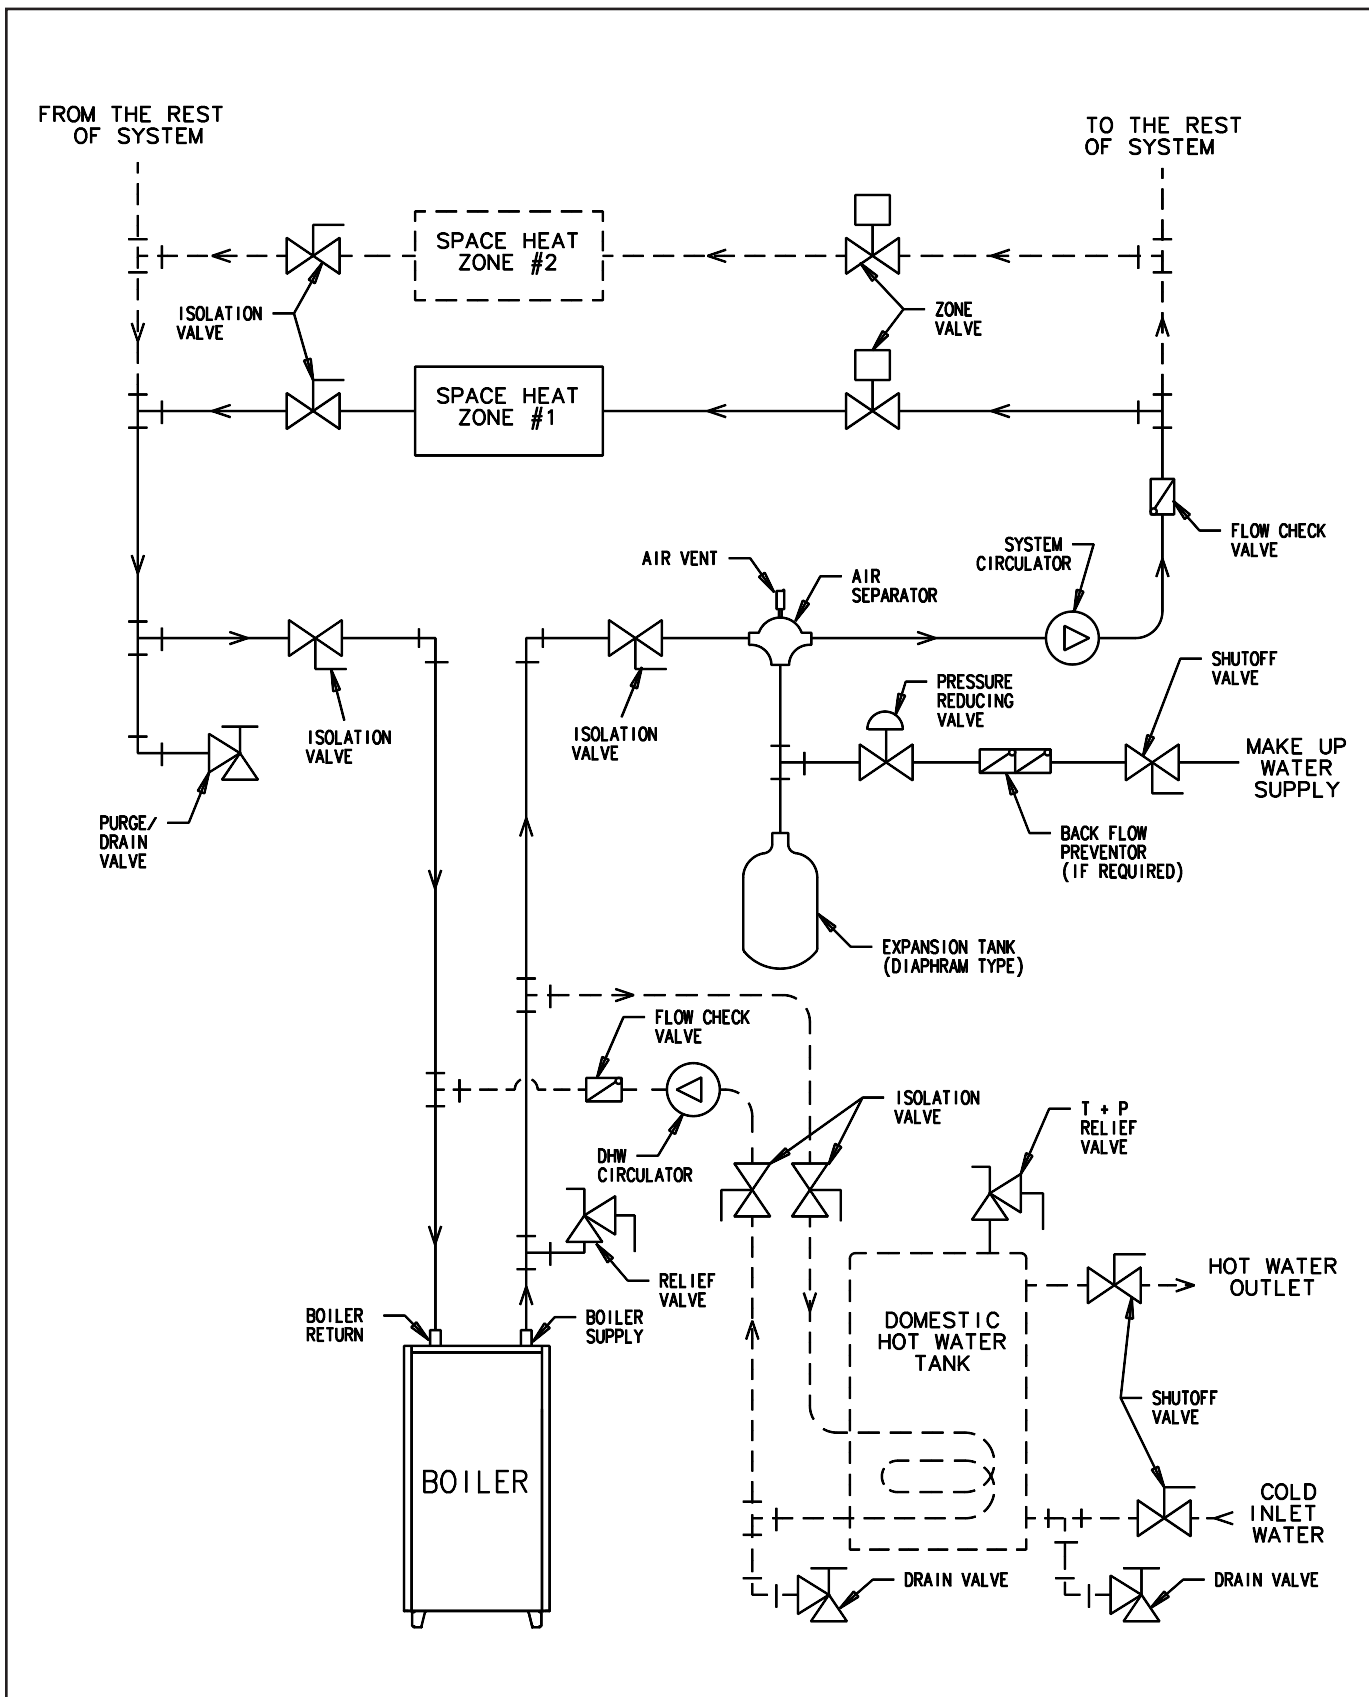 FROM THE REST
OF SYSTEM
TO THE REST
OF SYSTEM
SPACE HEAT
ZONE #2
ISOLATION
VALVE
ZONE
VALVE
SPACE HEAT
ZONE #1
FLOW CHECK
VALVE
SYSTEM
CIRCULATOR
AIR VENT
AIR
SEPARATOR
SHUTOFF
VALVE
PRESSURE
REDUCING
VALVE
ISOLATION
VALVE
ISOLATION
VALVE
MAKE UP
WATER
SUPPLY
PURGE/
DRAIN
VALVE
BACK FLOW
PREVENTOR
(IF REQUIRED)
EXPANSION TANK
(DIAPHRAM TYPE)
FLOW CHECK
VALVE
ISOLATION
VALVE
T + P
RELIEF
VALVE
DHW
CIRCULATOR
RELIEF
VALVE
HOT WATER
OUTLET
BOILER
RETURN
BOILER
SUPPLY
DOMESTIC
HOT WATER
TANK
SHUTOFF
VALVE
BOILER
COLD
INLET
WATER
DRAIN VALVE
DRAIN VALVE